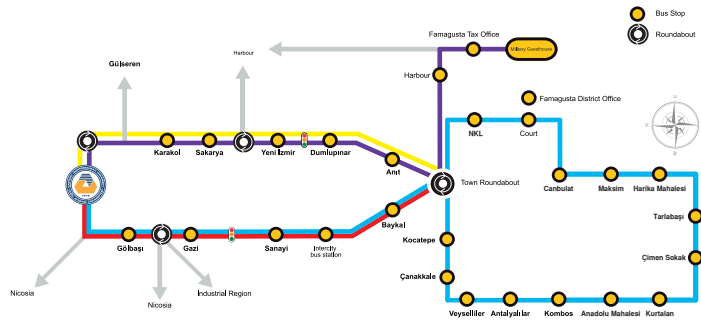 Bus Stop
Roundabout
Famagusta Tax Office
Military Guesthouse
Harbour
Gülseren
Harbour
Famagusta District Office
NKL
Court
Karakol
Sakarya
Yeni İzmir
Dumlupınar
Anıt
Town Roundabout
Canbulat
Maksim
Harika Mahalesi
Tarlabaşı
Baykal
Kocatepe
Gölbaşı
Gazi
Sanayi
Intercity
bus station
Çimen Sokak
Çanakkale
Nicosia
Nicosia
Industrial Region
Veyselliler
Antalyalılar
Kombos
Anadolu Mahalesi
Kurtalan